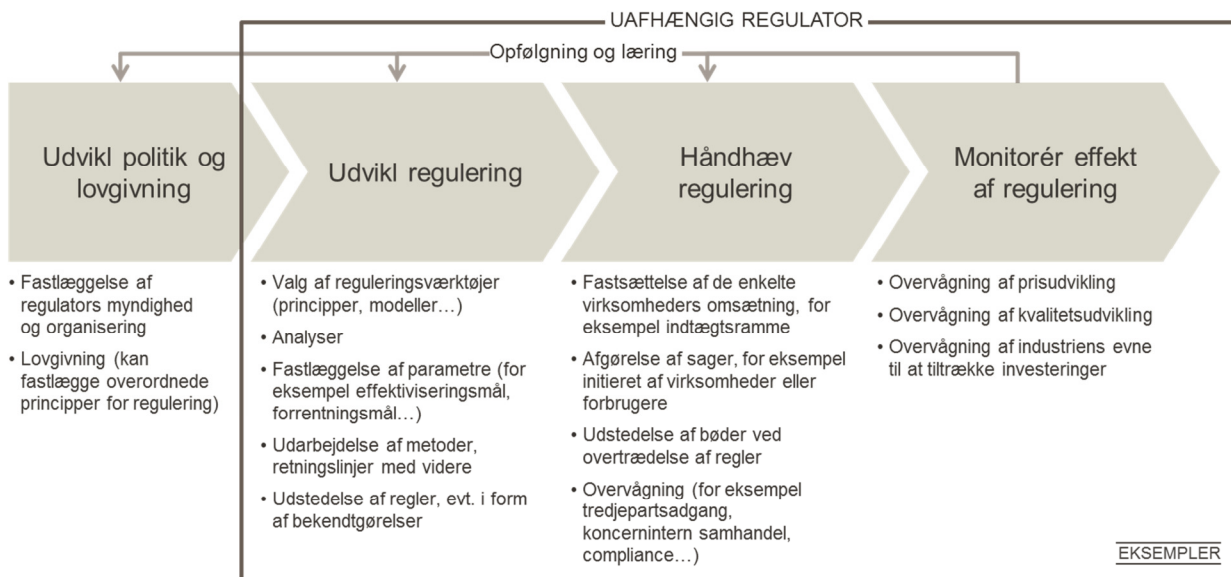 UAFHÆNGIG REGULATOR
Opfølgning og læring
Udvikl politik og
lovgivning
Udvikl regulering
Håndhæv
regulering
Monitorér effekt
af regulering
• Fastlæggelse af
regulators myndighed
og organisering
• Lovgivning (kan
fastlægge overordnede
principper for regulering)
• Valg af reguleringsværktøjer
(principper, modeller…)
• Analyser
• Fastlæggelse af parametre (for
eksempel effektiviseringsmål,
forrentningsmål…)
• Udarbejdelse af metoder,
retningslinjer med videre
• Udstedelse af regler, evt. i form
af bekendtgørelser
• Fastsættelse af de enkelte
virksomheders omsætning, for
eksempel indtægtsramme
• Afgørelse af sager, for eksempel
initieret af virksomheder eller
forbrugere
• Udstedelse af bøder ved
overtrædelse af regler
• Overvågning (for eksempel
tredjepartsadgang,
koncernintern samhandel,
compliance…)
• Overvågning af prisudvikling
• Overvågning af kvalitetsudvikling
• Overvågning af industriens evne
til at tiltrække investeringer
EKSEMPLER